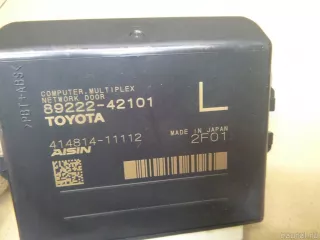 COMPUTER, MULTIPLEX
NETWORK DOOR
89222-42101
L
TOYOTA
414814-11112
MADE IN JAPAN
AISIN
2F01